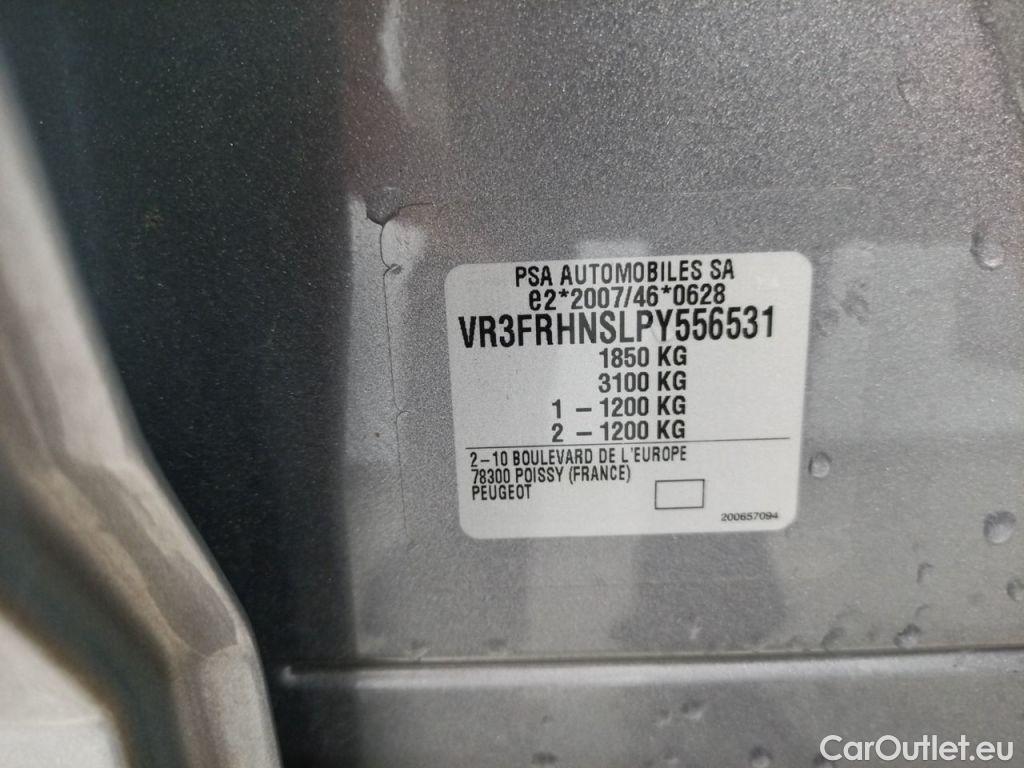 PSA AUTOMOBILES SA
e2*2007/46*0628
VR3FRHNSLPY556531
1850 KG
3100 KG
1 - 1200 KG
2 - 1200 KG
2-10 BOULEVARD DE L'EUROPE
78300 POISSY (FRANCE)
PEUGEOT
200657094
CarOutlet.eu